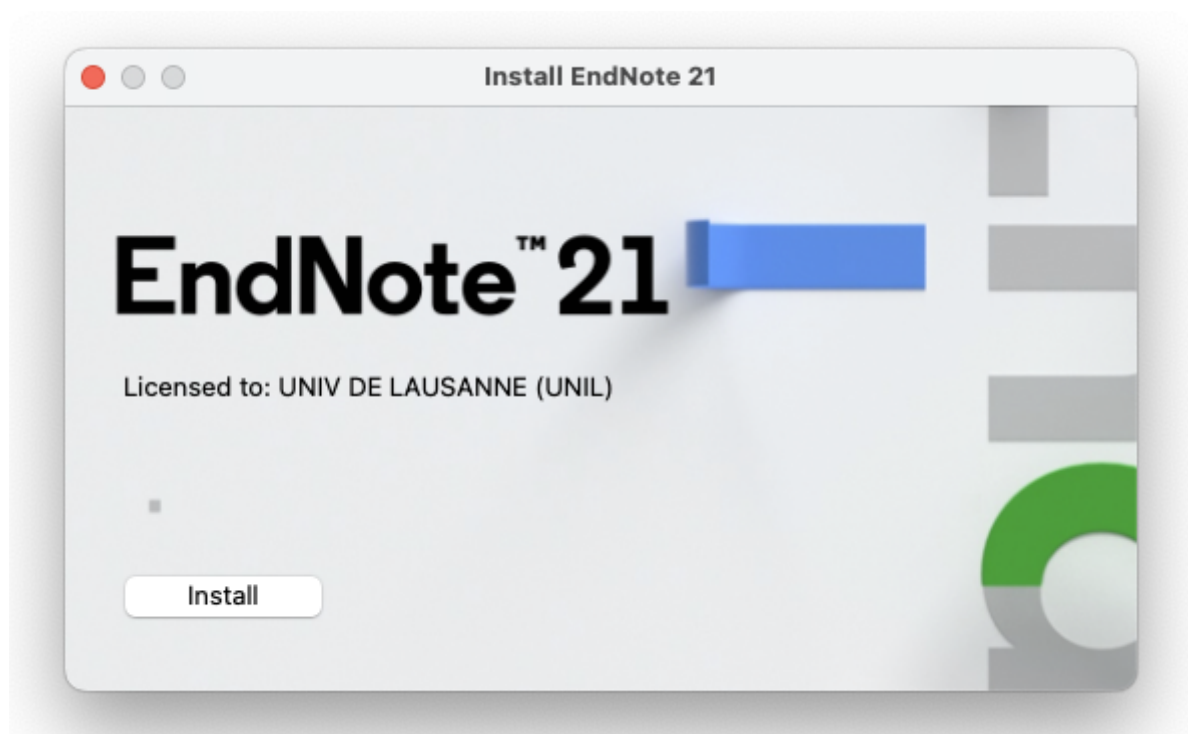 Install EndNote 21
EndNote™ 21
Licensed to: UNIV DE LAUSANNE (UNIL)
Install